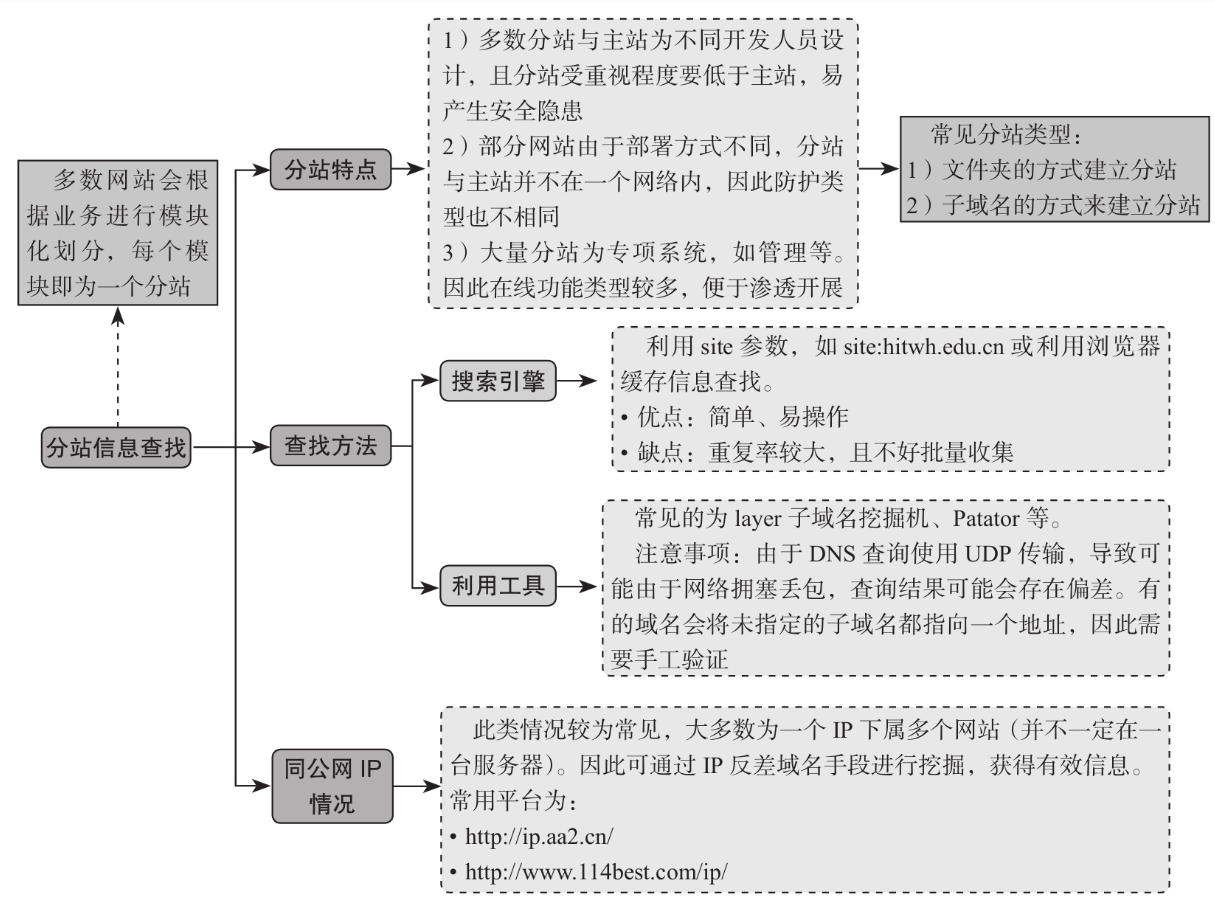 多数网站会根
据业务进行模块
化划分，每个模
块即为一个分站
分站信息查找
分站特点
1）多数分站与主站为不同开发人员设
计，且分站受重视程度要低于主站，易
产生安全隐患
2）部分网站由于部署方式不同，分站
与主站并不在一个网络内，因此防护类
型也不相同
3）大量分站为专项系统，如管理等。
因此在线功能类型较多，便于渗透开展
常见分站类型：
1）文件夹的方式建立分站
2）子域名的方式来建立分站
查找方法
搜索引擎
利用 site 参数，如 site:hitwh.edu.cn 或利用浏览器
缓存信息查找。
• 优点：简单、易操作
• 缺点：重复率较大，且不好批量收集
利用工具
常见的为 layer 子域名挖掘机、Patator 等。
注意事项：由于 DNS 查询使用 UDP 传输，导致可
能由于网络拥塞丢包，查询结果可能会存在偏差。有
的域名会将未指定的子域名都指向一个地址，因此需
要手工验证
同公网 IP
情况
此类情况较为常见，大多数为一个 IP 下属多个网站（并不一定在一
台服务器）。因此可通过 IP 反差域名手段进行挖掘，获得有效信息。
常用平台为：
• http://ip.aa2.cn/
• http://www.114best.com/ip/